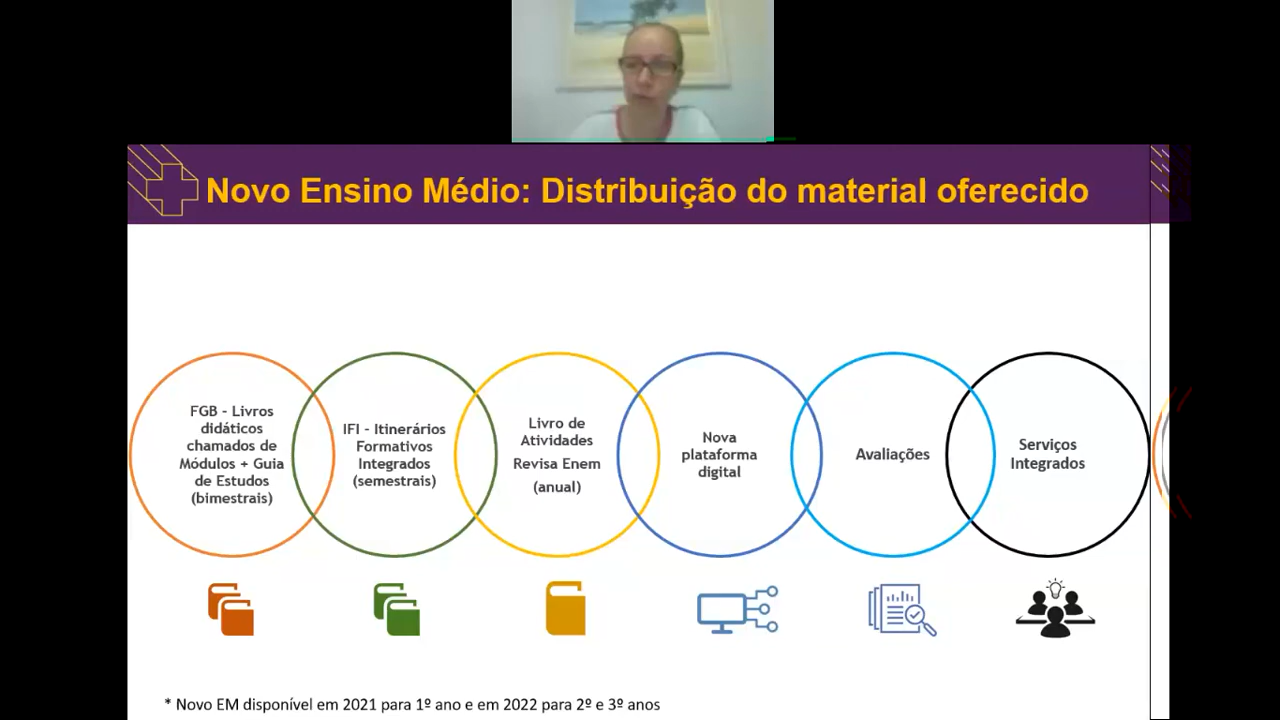 Novo Ensino Médio: Distribuição do material oferecido
FGB - Livros
didáticos
chamados de
Módulos + Guia
de Estudos
(bimestrais)
IFI - Itinerários
Formativos
Integrados
(semestrais)
Livro de
Atividades
Revisa Enem
(anual)
Nova
plataforma
digital
Avaliações
Serviços
Integrados
* Novo EM disponível em 2021 para 1º ano e em 2022 para 2º e 3º anos